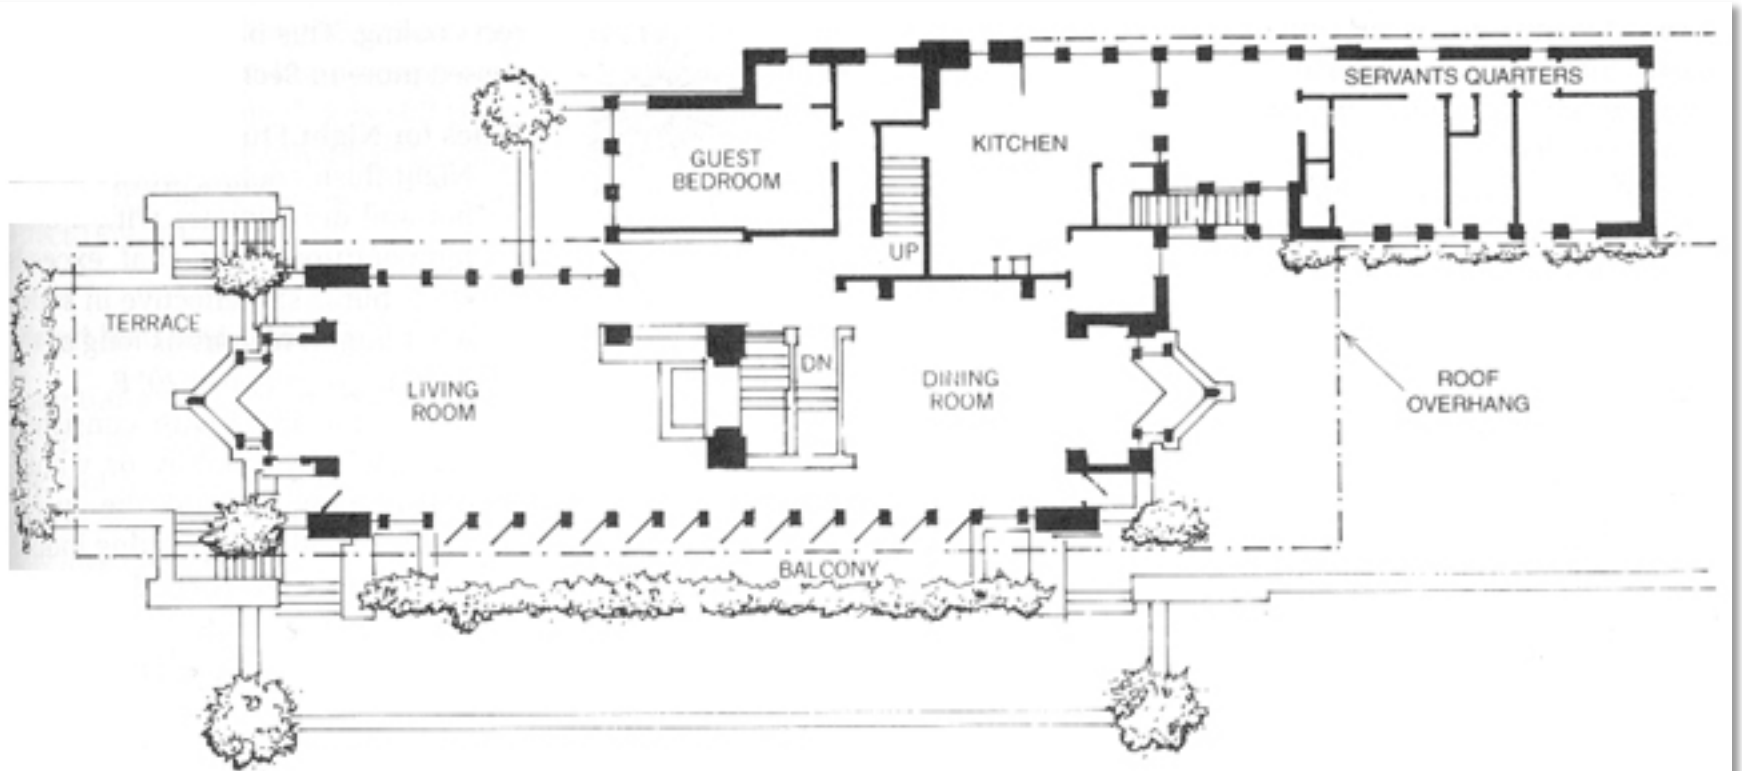 SERVANTS QUARTERS
KITCHEN
GUEST
BEDROOM
UP
TERRACE
LIVING
ROOM
DN
DINING
ROOM
ROOF
OVERHANG
BALCONY